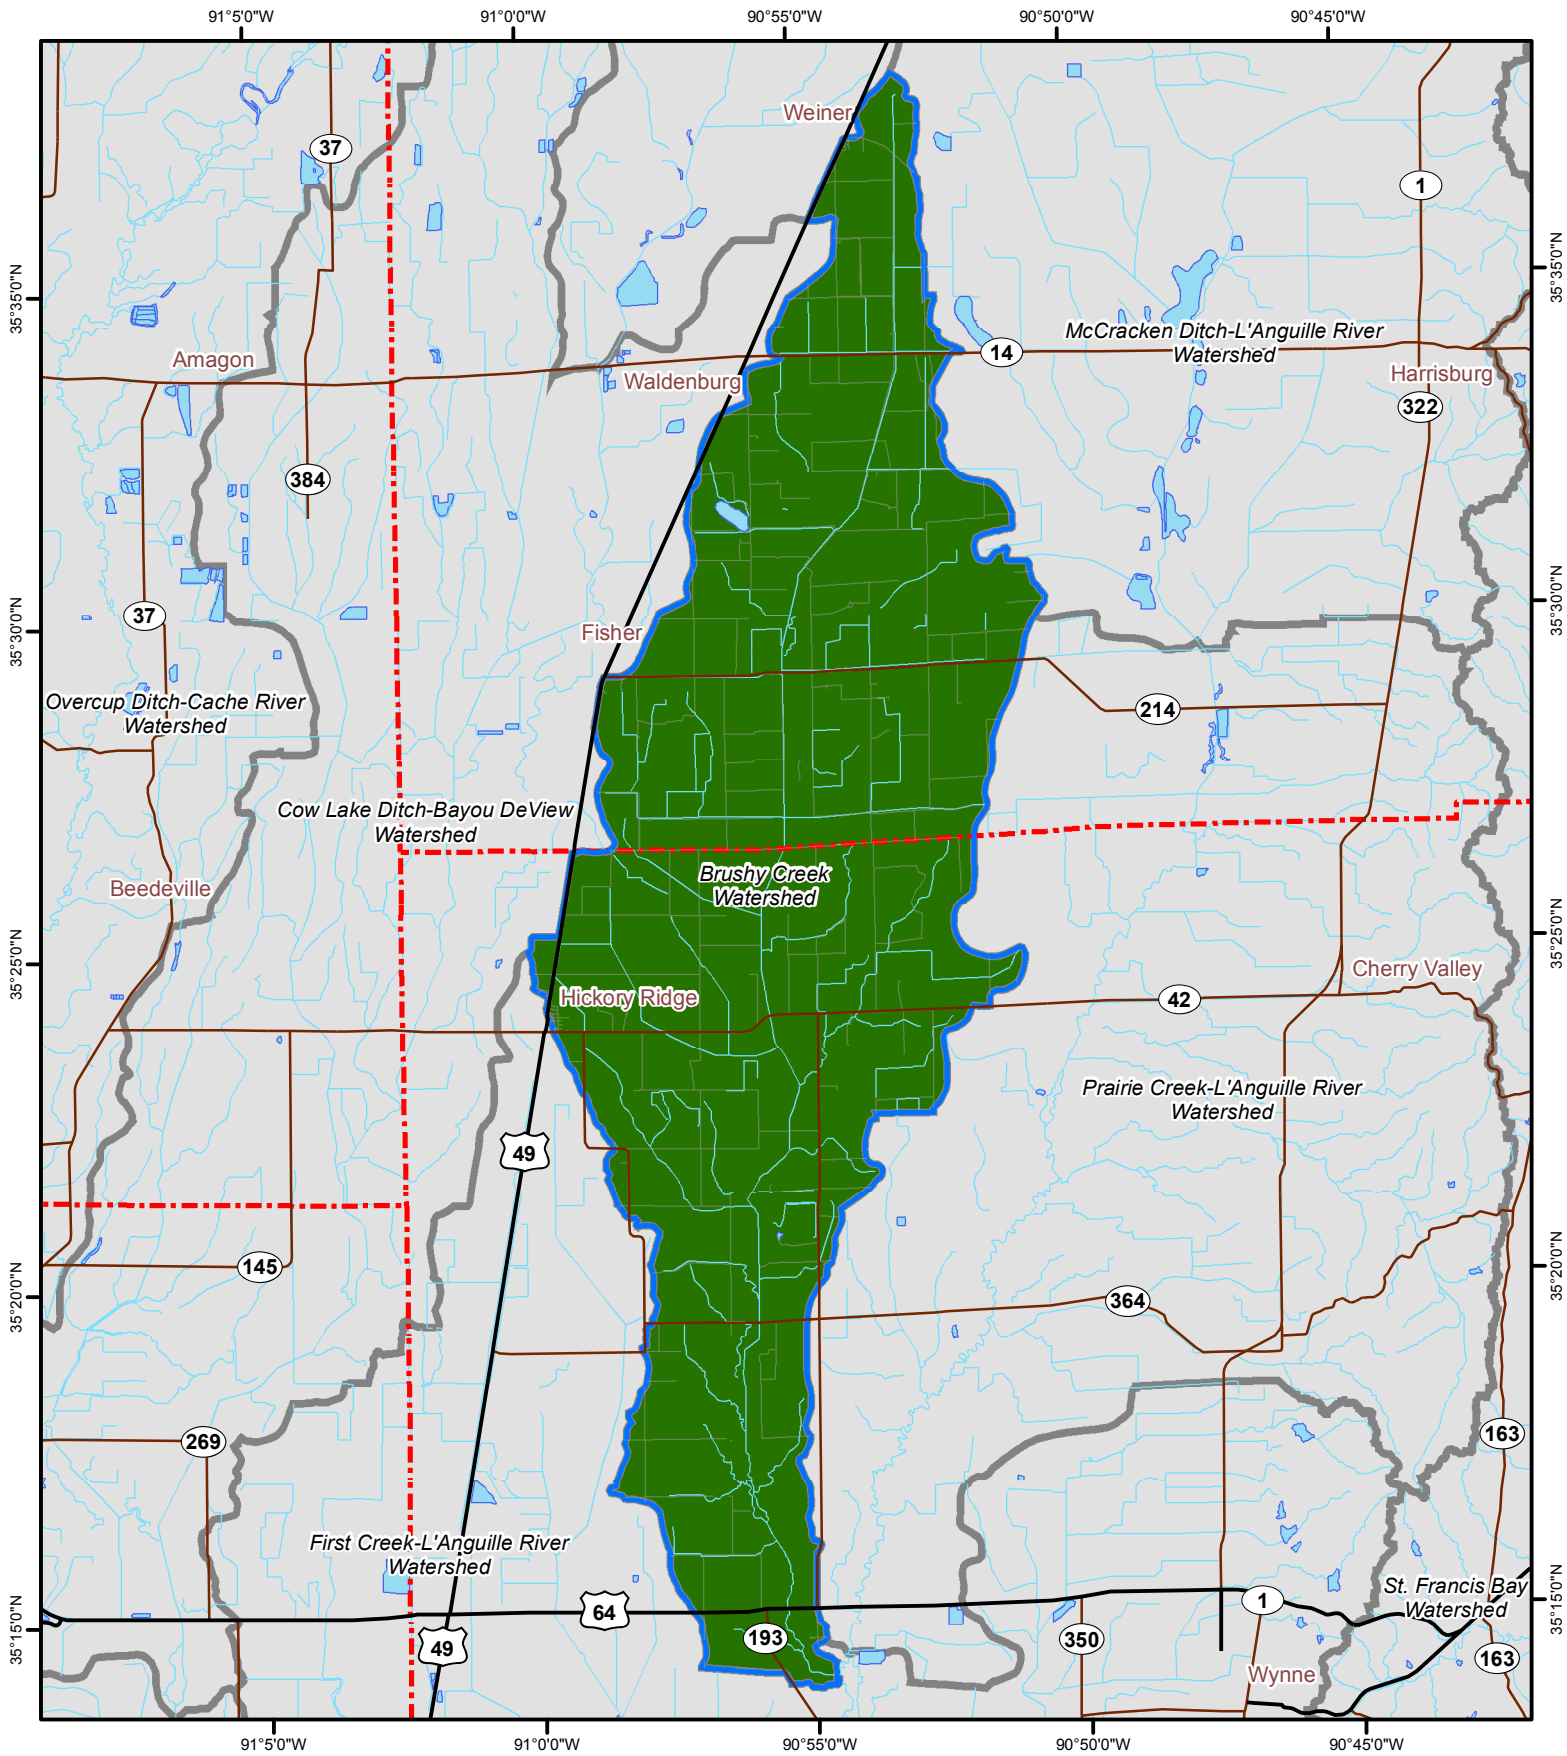 91°5'0"W
91°0'0"W
90°55'0"W
90°50'0"W
90°45'0"W
Weiner
37
1
35°35'0"N
35°35'0"N
McCracken Ditch-L'Anguille River
Watershed
14
Amagon
Waldenburg
Harrisburg
322
384
37
35°30'0"N
35°30'0"N
Fisher
Overcup Ditch-Cache River
Watershed
214
Cow Lake Ditch-Bayou DeView
Watershed
Brushy Creek
Watershed
Beedeville
35°25'0"N
35°25'0"N
Cherry Valley
Hickory Ridge
42
Prairie Creek-L'Anguille River
Watershed
49
145
35°20'0"N
35°20'0"N
364
269
163
First Creek-L'Anguille River
Watershed
St. Francis Bay
Watershed
35°15'0"N
35°15'0"N
64
1
49
193
350
163
Wynne
91°5'0"W
91°0'0"W
90°55'0"W
90°50'0"W
90°45'0"W